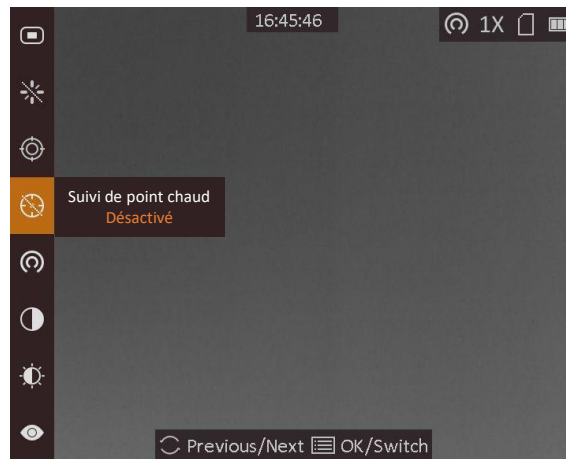 16:45:46
1X
Suivi de point chaud
Désactivé
Previous/Next OK/Switch